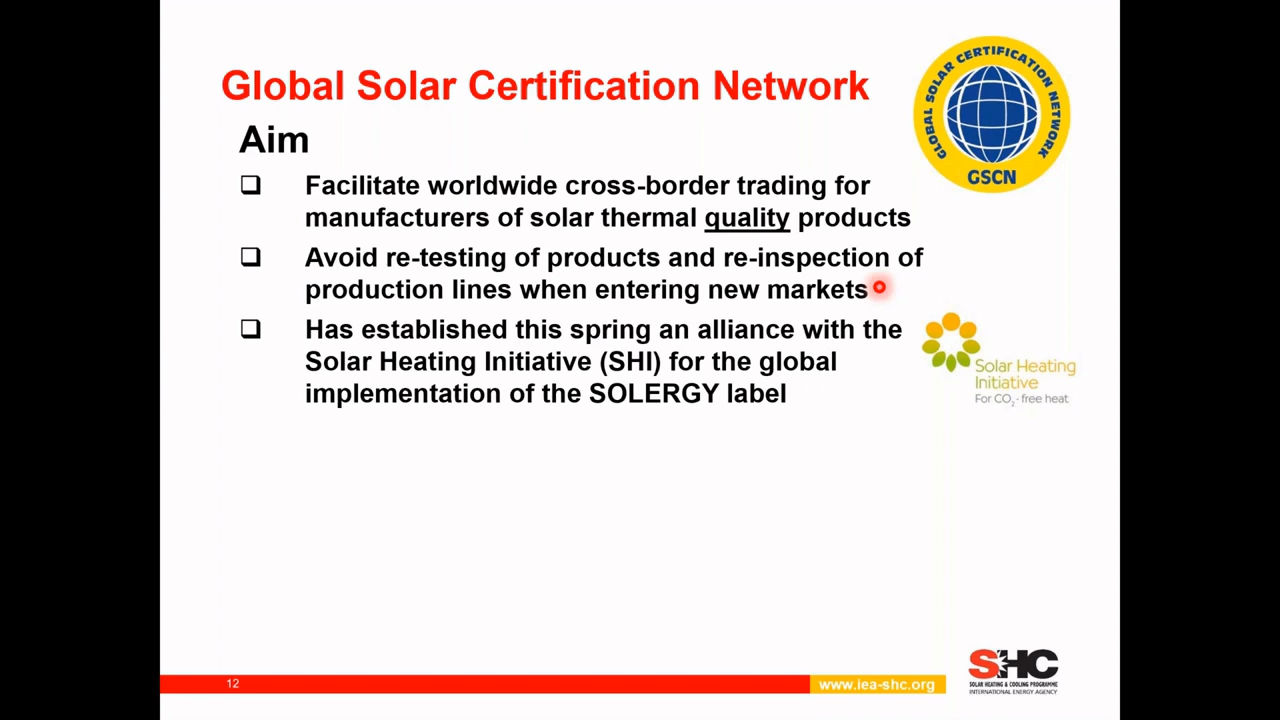 Global Solar Certification Network
GLOBAL SOLAR CERTIFICATION NETWORK
GSCN
Aim
❑ Facilitate worldwide cross-border trading for
manufacturers of solar thermal quality products
❑ Avoid re-testing of products and re-inspection of
production lines when entering new markets
❑ Has established this spring an alliance with the
Solar Heating Initiative (SHI) for the global
implementation of the SOLERGY label
Solar Heating
Initiative
For CO₂- free heat
12
www.iea-shc.org
SHC
SOLAR HEATING & COOLING PROGRAMME
INTERNATIONAL ENERGY AGENCY